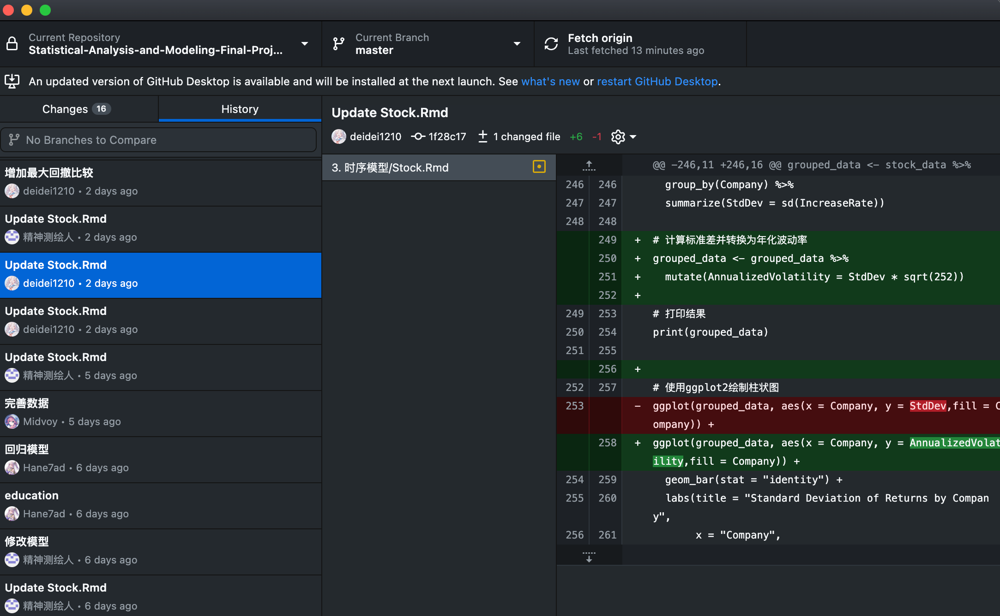 Current Repository
Statistical-Analysis-and-Modeling-Final-Proj...
Current Branch
master
Fetch origin
Last fetched 13 minutes ago
An updated version of GitHub Desktop is available and will be installed at the next launch. See what's new or restart GitHub Desktop.
Changes 16
History
No Branches to Compare
增加最大回撤比较
deidei1210 • 2 days ago
Update Stock.Rmd
精神测绘人 • 2 days ago
Update Stock.Rmd
deidei1210 • 2 days ago
Update Stock.Rmd
deidei1210 • 2 days ago
Update Stock.Rmd
精神测绘人 • 5 days ago
完善数据
Midvoy • 5 days ago
回归模型
Hane7ad • 6 days ago
education
Hane7ad • 6 days ago
修改模型
精神测绘人 • 6 days ago
Update Stock.Rmd
精神测绘人 • 6 days ago
Update Stock.Rmd
deidei1210 1f28c17 1 changed file +6 -1
3. 时序模型/Stock.Rmd
@@ -246,11 +246,16 @@ grouped_data <- stock_data %>%
246 246 group_by(Company) %>%
247 247 summarize(StdDev = sd(IncreaseRate))
248 248
249 + # 计算标准差并转换为年化波动率
250 + grouped_data <- grouped_data %>%
251 + mutate(AnnualizedVolatility = StdDev * sqrt(252))
252 +
249 253 # 打印结果
250 254 print(grouped_data)
251 255
256 +
252 257 # 使用ggplot2绘制柱状图
253 - ggplot(grouped_data, aes(x = Company, y = StdDev,fill = C
ompany)) +
258 + ggplot(grouped_data, aes(x = Company, y = AnnualizedVolat
ility,fill = Company)) +
254 259 geom_bar(stat = "identity") +
255 260 labs(title = "Standard Deviation of Returns by Compan
y",
256 261 x = "Company",